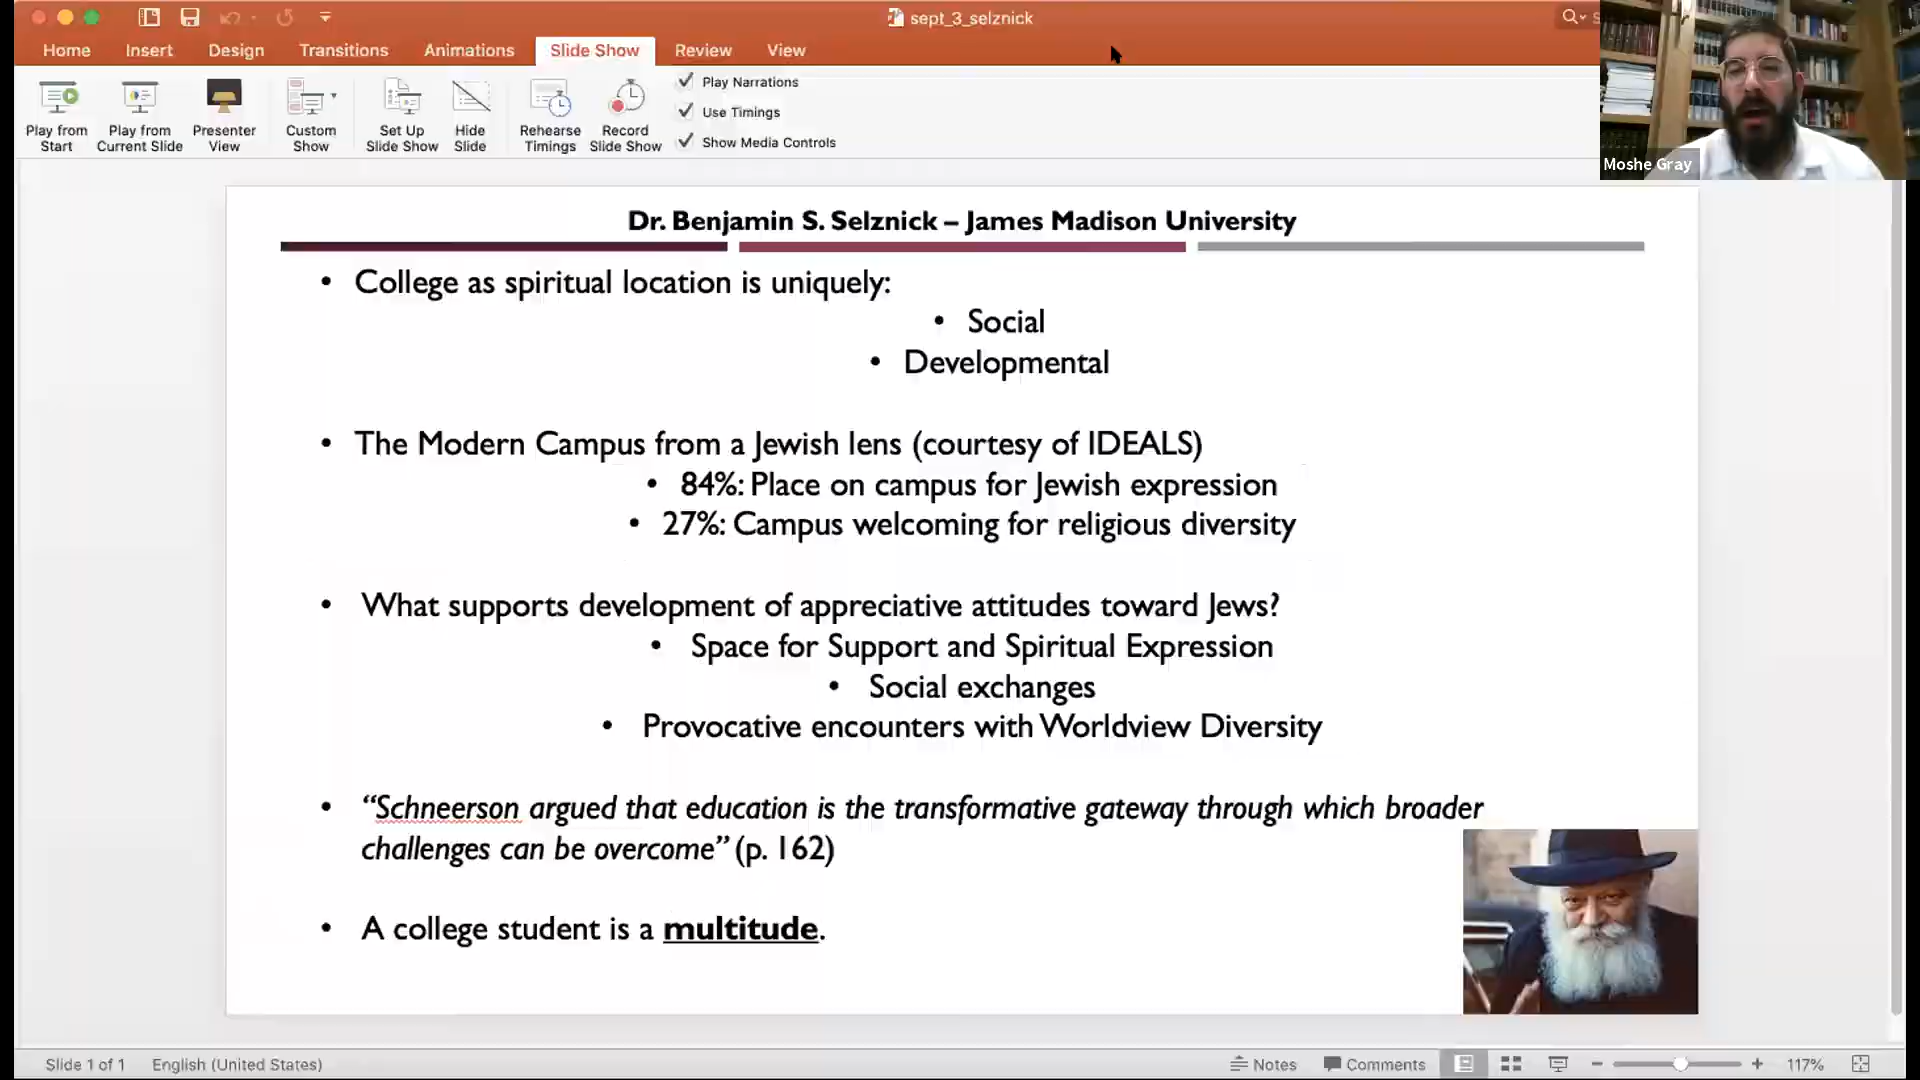 sept_3_selznick
Home Insert Design Transitions Animations Slide Show Review View
Play from Start
Play from Current Slide
Presenter View
Custom Show
Set Up Slide Show
Hide Slide
Rehearse Timings
Record Slide Show
Play Narrations
Use Timings
Show Media Controls
Moshe Gray
Dr. Benjamin S. Selznick – James Madison University
• College as spiritual location is uniquely:
• Social
• Developmental
• The Modern Campus from a Jewish lens (courtesy of IDEALS)
• 84%: Place on campus for Jewish expression
• 27%: Campus welcoming for religious diversity
• What supports development of appreciative attitudes toward Jews?
• Space for Support and Spiritual Expression
• Social exchanges
• Provocative encounters with Worldview Diversity
• “Schneerson argued that education is the transformative gateway through which broader
challenges can be overcome” (p. 162)
• A college student is a multitude.
Slide 1 of 1 English (United States) Notes Comments 117%